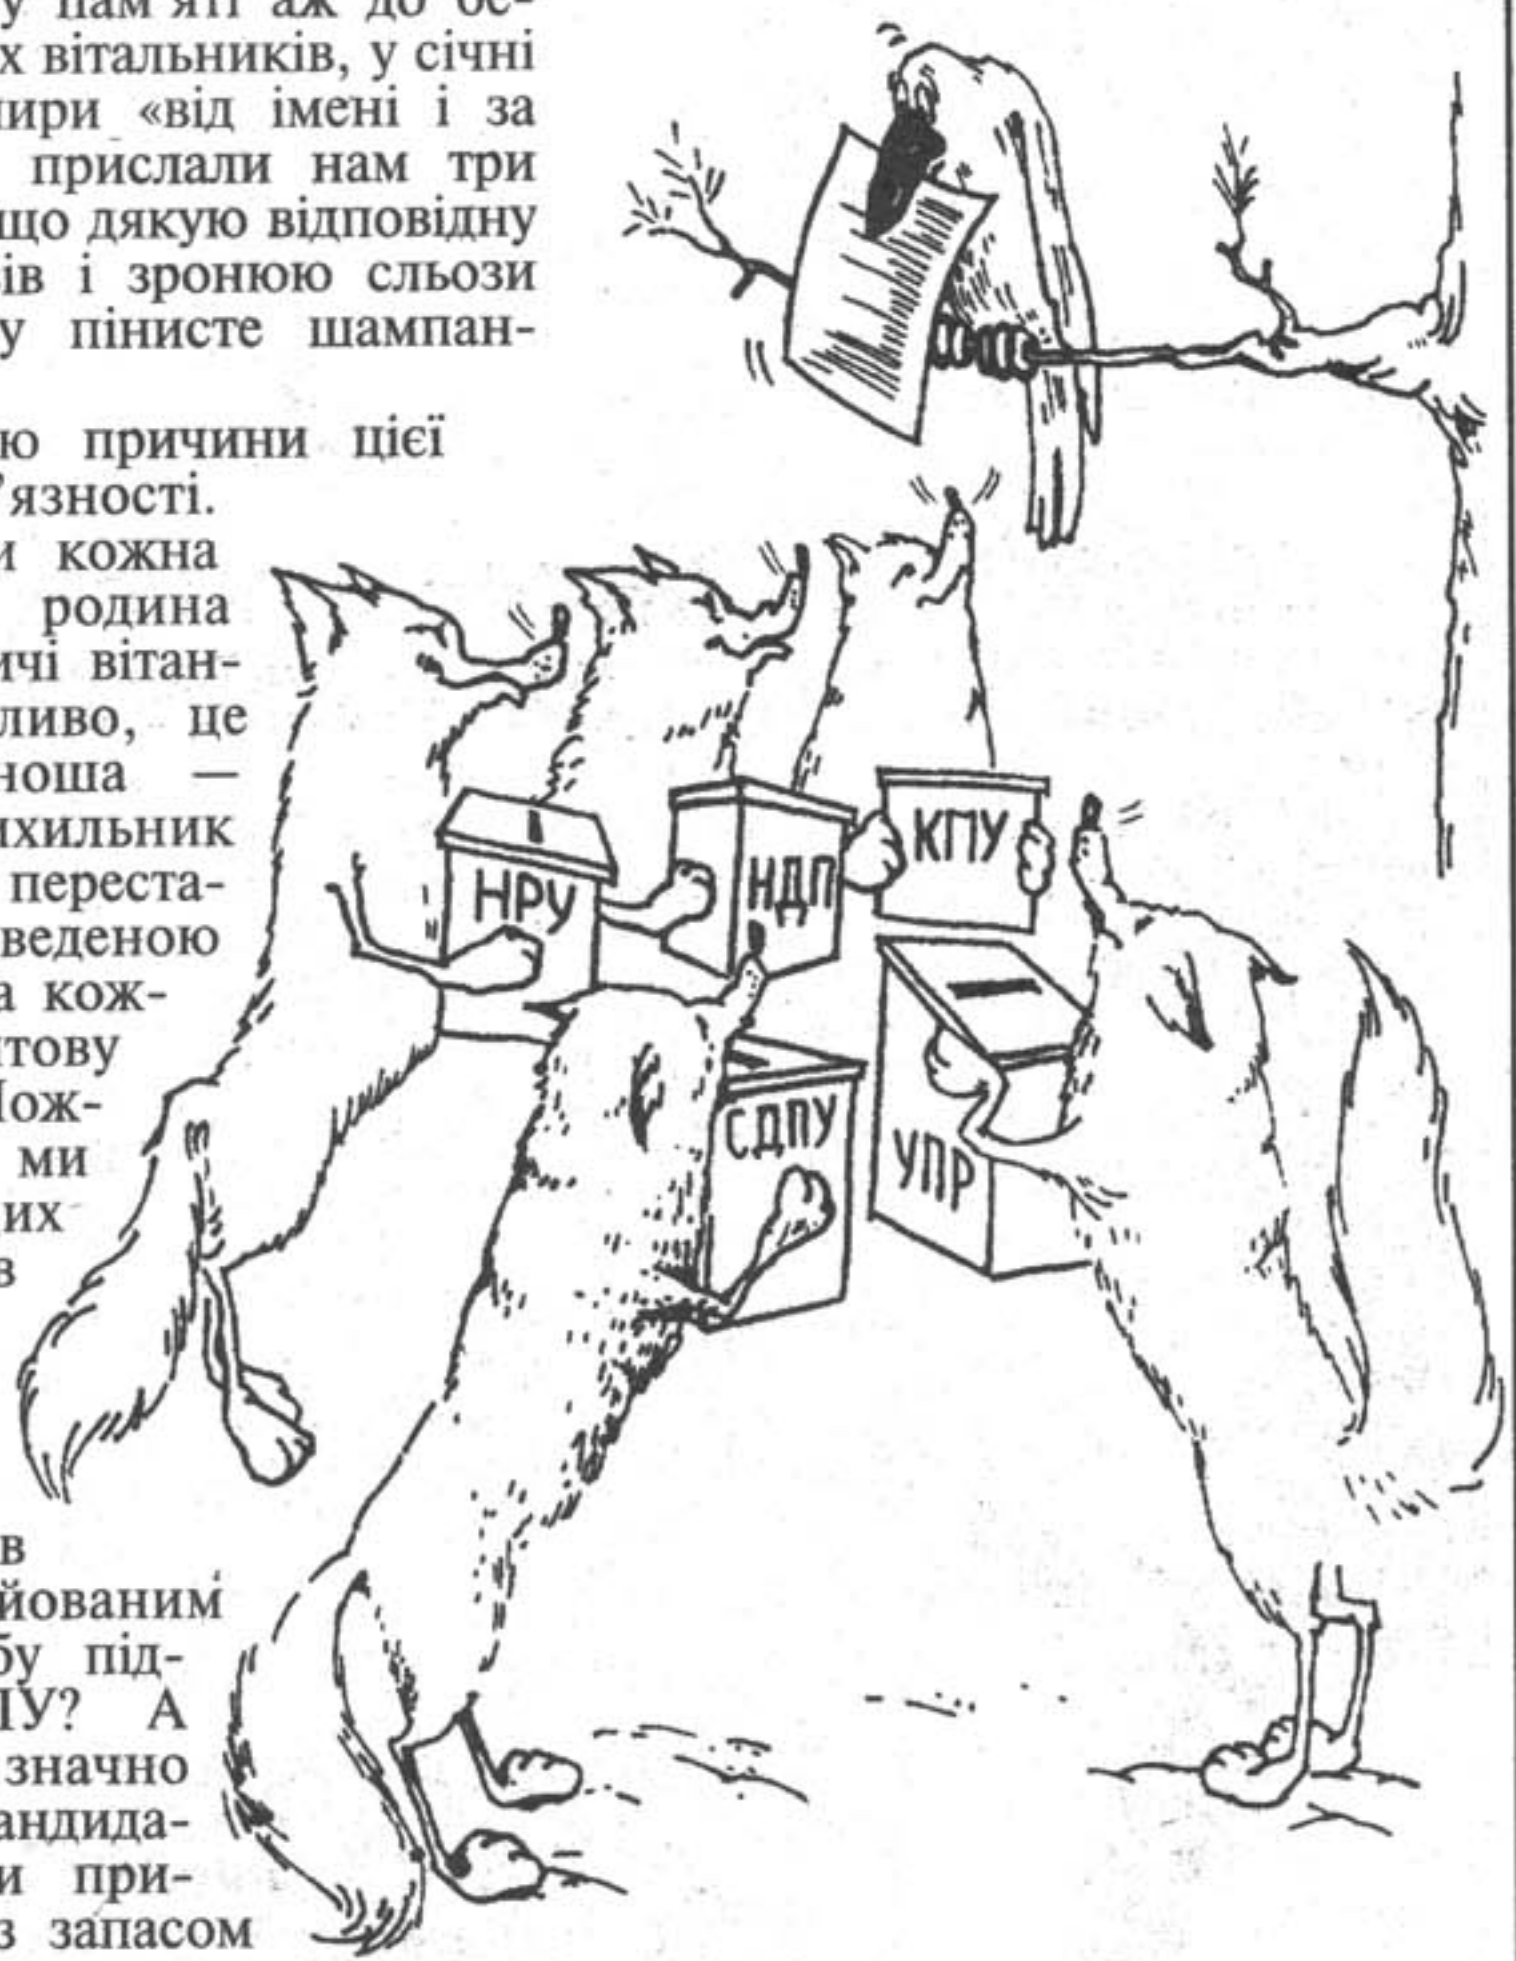 у пам'яті аж до ос-
х вітальників, у січні
ири «від імені і за
прислали нам три
що дякую відповідну
ів і зронюю сльози
у пінисте шампан-
ю причини цієї
'язності.
и кожна
родина
ичі вітан-
ливо, це
ноша —
ихильник
переста-
веденою
а кож-
тову
Мож-
ми
их
в
в
йованим
бу під-
ПУ? А
значно
андида-
и при-
з запасом
НРУ
НДП
КПУ
СДПУ
УПР